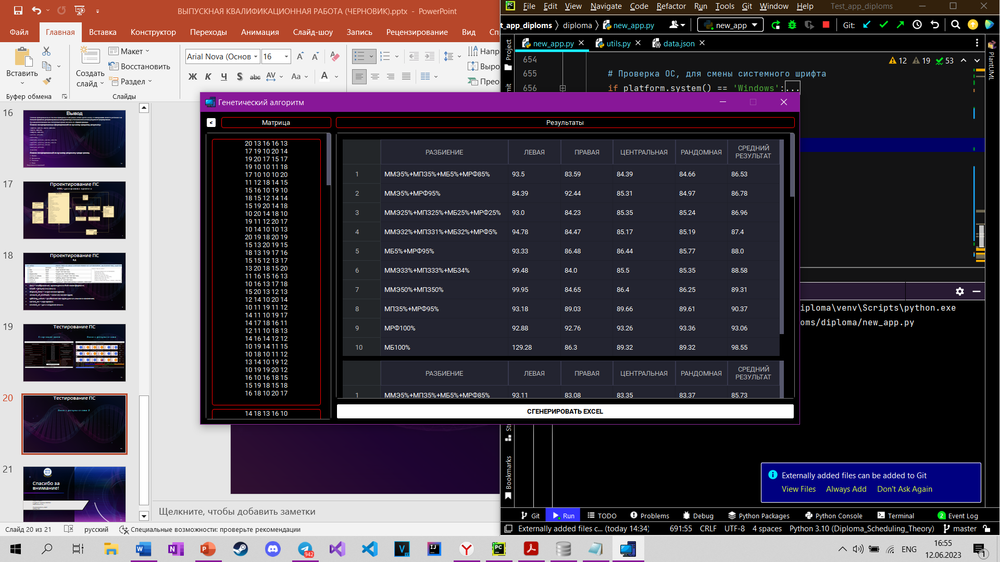 ВЫПУСКНАЯ КВАЛИФИКАЦИОННАЯ РАБОТА (ЧЕРНОВИК).pptx - PowerPoint
Файл Главная Вставка Конструктор Переходы Анимация Слайд-шоу Запись Рецензирование Вид
Вставить
Создать слайд
Макет
Восстановить
Раздел
Arial Nova (Основ 16
Ж К Ч S abc AV Aa A
Буфер обмена
Слайды
16
Вывод
17
Проектирование ПС
UML-диаграмма проекта
18
Проектирование ПС
БД
19
Тестирование ПС
Стартовое окно
Окно с результатами
20
Тестирование ПС
Окно с результатами 2
21
Спасибо за внимание!
Щелкните, чтобы добавить заметки
Слайд 20 из 21 русский Специальные возможности: проверьте рекомендации
File Edit View Navigate Code Refactor Run Tools Git Window Help Test_app_diploms
t_app_diploms diploma new_app.py new_app Git:
Project
new_app.py utils.py data.json
PlantUML
654
655 # Проверка ОС, для смены системного шрифта
656 if platform.system() == 'Windows':...
12 19 53
Генетический алгоритм
< Матрица Результаты
20 13 16 16 13
17 19 10 20 14
19 20 17 15 17
19 10 10 11 18
17 10 10 10 20
11 12 18 14 15
15 16 10 19 10
18 15 12 14 14
15 19 20 14 18
10 20 14 18 10
19 11 12 20 17
10 14 10 10 13
20 19 18 20 19
15 13 20 19 15
18 13 19 17 16
15 15 12 13 17
13 20 18 15 20
11 16 15 16 13
10 16 13 17 18
15 20 13 12 13
12 14 10 20 14
10 11 19 11 12
14 11 10 19 17
14 17 18 16 11
12 11 10 18 13
14 16 14 12 12
10 19 14 11 15
10 18 10 11 12
13 14 10 19 12
10 19 19 20 12
16 10 16 18 15
15 19 18 15 18
16 18 10 20 17
14 18 13 16 10
РАЗБИЕНИЕ ЛЕВАЯ ПРАВАЯ ЦЕНТРАЛЬНАЯ РАНДОМНАЯ СРЕДНИЙ РЕЗУЛЬТАТ
1 ММЭ5%+МПЗ5%+МБ5%+МРФ85% 93.5 83.59 84.39 84.66 86.53
2 ММЭ5%+МРФ95% 84.39 92.44 85.31 84.97 86.78
3 ММЭ25%+МПЗ25%+МБ25%+МРФ25% 93.0 84.23 85.35 85.24 86.96
4 ММЭ32%+МПЗ31%+МБ32%+МРФ5% 94.78 84.47 85.17 85.19 87.4
5 МБ5%+МРФ95% 93.33 86.48 86.44 85.77 88.0
6 ММЭ33%+МПЗ33%+МБ34% 99.48 84.0 85.5 85.35 88.58
7 ММЭ50%+МПЗ50% 99.95 84.65 86.4 86.25 89.31
8 МПЗ5%+МРФ95% 93.18 89.03 89.66 89.61 90.37
9 МРФ100% 92.88 92.76 93.26 93.36 93.06
10 МБ100% 129.28 86.3 89.32 89.32 98.55
РАЗБИЕНИЕ ЛЕВАЯ ПРАВАЯ ЦЕНТРАЛЬНАЯ РАНДОМНАЯ СРЕДНИЙ РЕЗУЛЬТАТ
1 ММЭ5%+МПЗ5%+МБ5%+МРФ85% 93.11 83.08 83.35 83.37 85.73
СГЕНЕРИРОВАТЬ EXCEL
iploma\venv\Scripts\python.exe
oms/diploma/new_app.py
Bookmarks
Externally added files can be added to Git
View Files Always Add Don't Ask Again
Git Run TODO Problems Debug Python Packages Python Console Terminal 2 Event Log
Externally added files c... (today 14:34) 691:55 CRLF UTF-8 4 spaces Python 3.10 (Diploma_Scheduling_Theory) master
942
ENG
16:55
12.06.2023
1